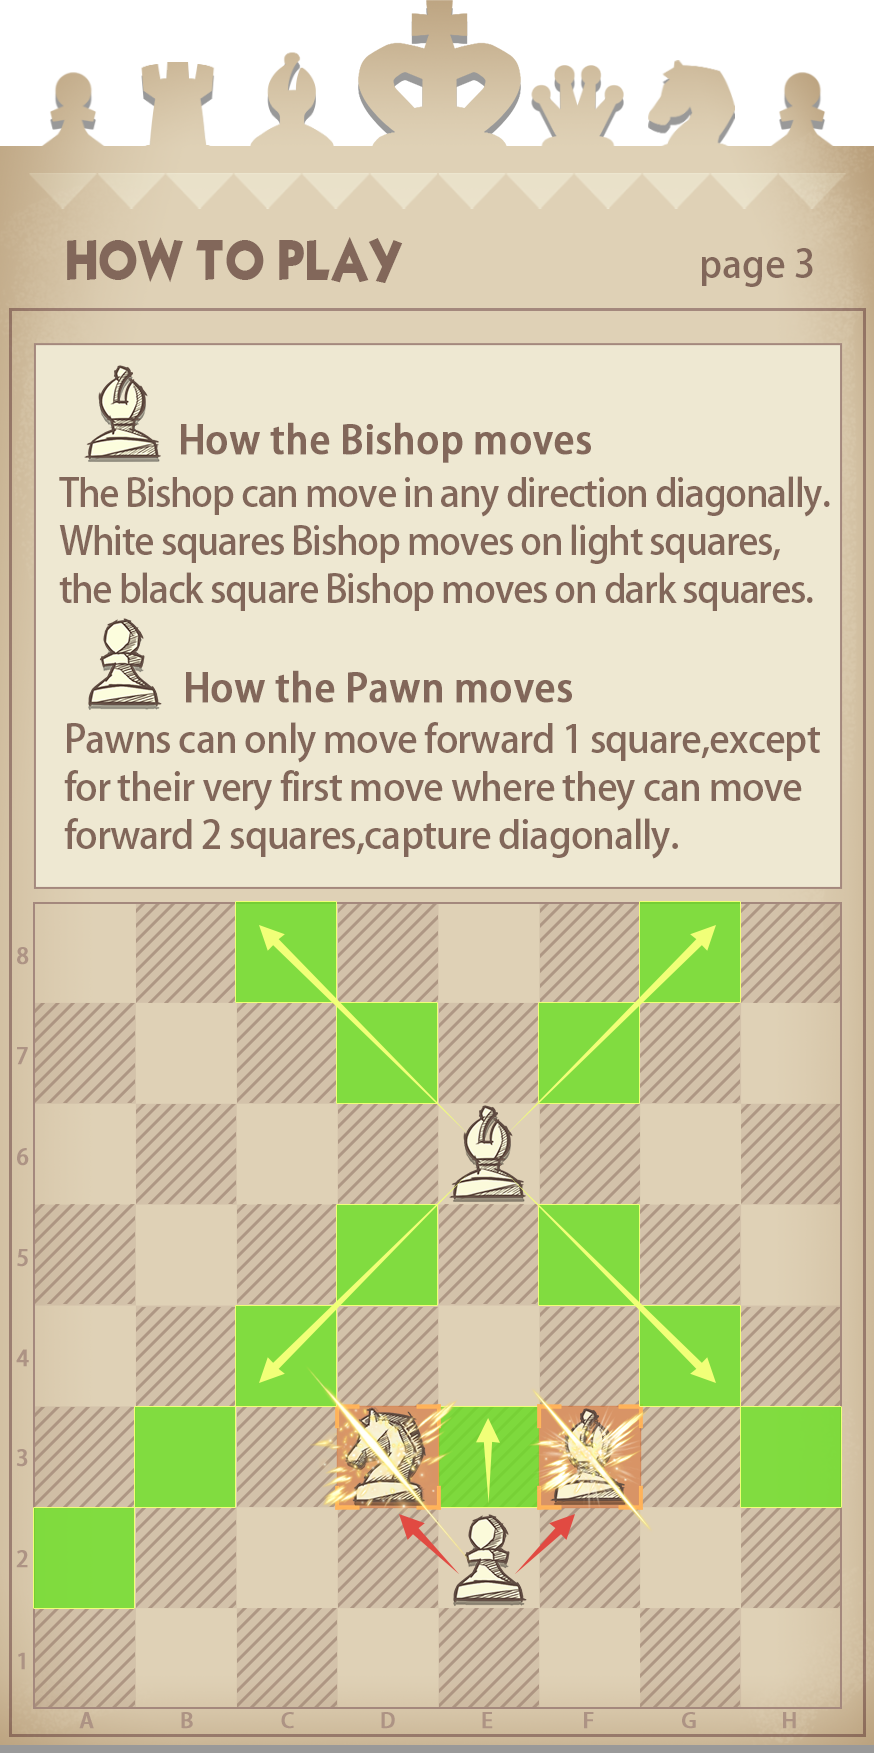 HOW TO PLAY
page 3
How the Bishop moves
The Bishop can move in any direction diagonally.
White squares Bishop moves on light squares,
the black square Bishop moves on dark squares.
How the Pawn moves
Pawns can only move forward 1 square,except
for their very first move where they can move
forward 2 squares,capture diagonally.
8
7
6
5
4
3
2
1
A B C D E F G H